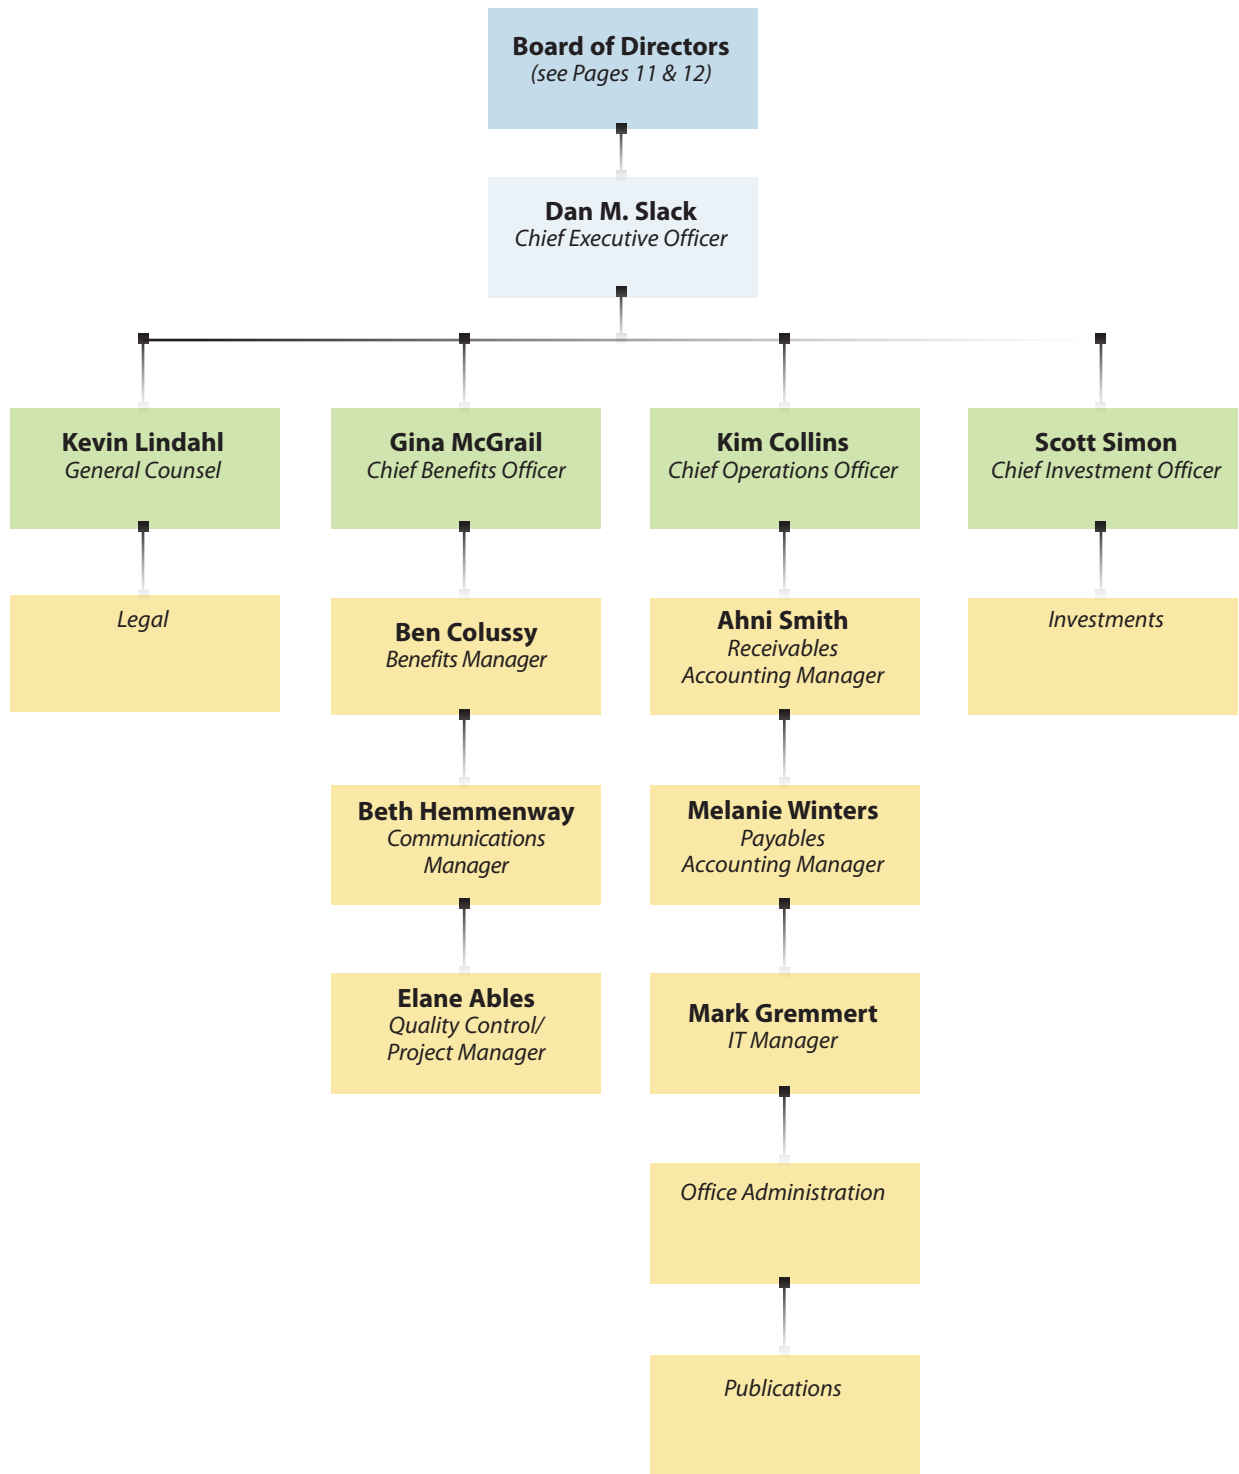 Board of Directors
(see Pages 11 & 12)
Dan M. Slack
Chief Executive Officer
Kevin Lindahl
General Counsel
Gina McGrail
Chief Benefits Officer
Kim Collins
Chief Operations Officer
Scott Simon
Chief Investment Officer
Legal
Ben Colussy
Benefits Manager
Ahni Smith
Receivables
Accounting Manager
Investments
Beth Hemmenway
Communications
Manager
Melanie Winters
Payables
Accounting Manager
Elane Ables
Quality Control/
Project Manager
Mark Gremmert
IT Manager
Office Administration
Publications